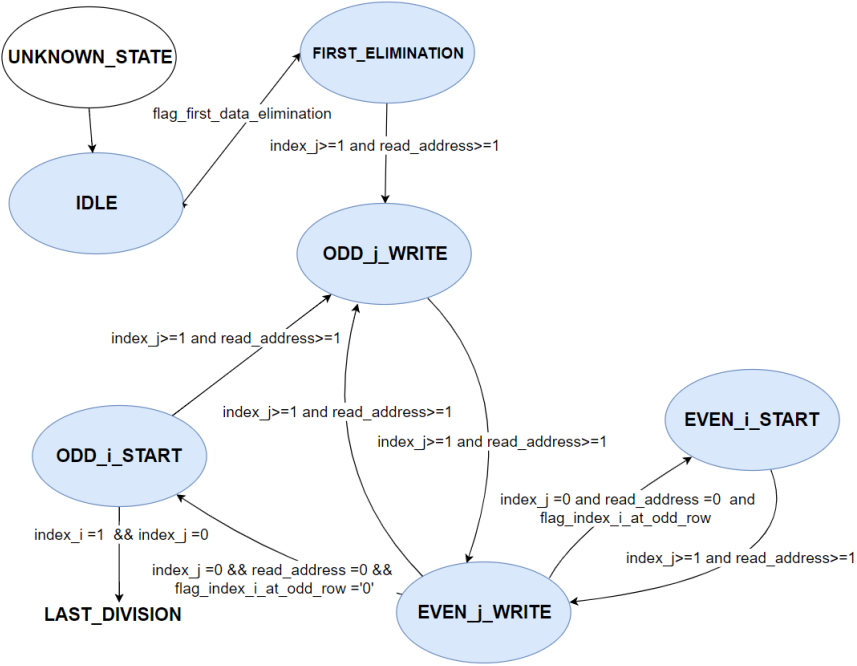 UNKNOWN_STATE
FIRST_ELIMINATION
flag_first_data_elimination
index_j>=1 and read_address>=1
IDLE
ODD_j_WRITE
index_j>=1 and read_address>=1
index_j>=1 and read_address>=1
EVEN_i_START
index_j>=1 and read_address>=1
ODD_i_START
index_j =0 and read_address =0  and
flag_index_i_at_odd_row
index_i =1  && index_j =0
index_j>=1 and read_address>=1
index_j =0 && read_address =0 &&
flag_index_i_at_odd_row ='0'
LAST_DIVISION
EVEN_j_WRITE